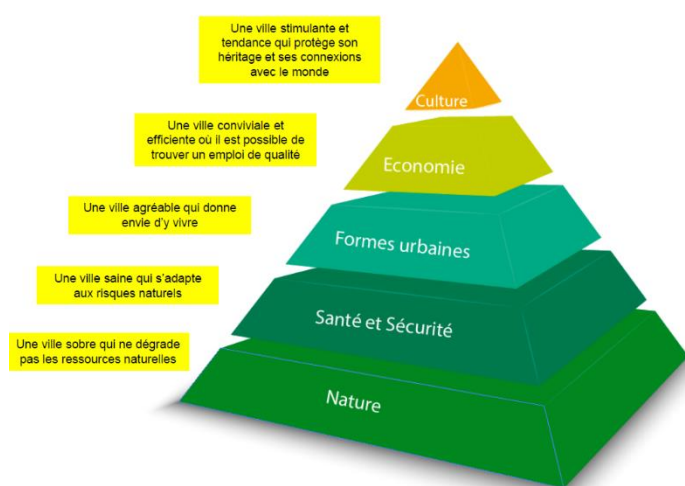 Une ville stimulante et
tendance qui protège son
héritage et ses connexions
avec le monde
Culture
Une ville conviviale et
efficiente où il est possible de
trouver un emploi de qualité
Economie
Une ville agréable qui donne
envie d'y vivre
Formes urbaines
Une ville saine qui s'adapte
aux risques naturels
Santé et Sécurité
Une ville sobre qui ne dégrade
pas les ressources naturelles
Nature